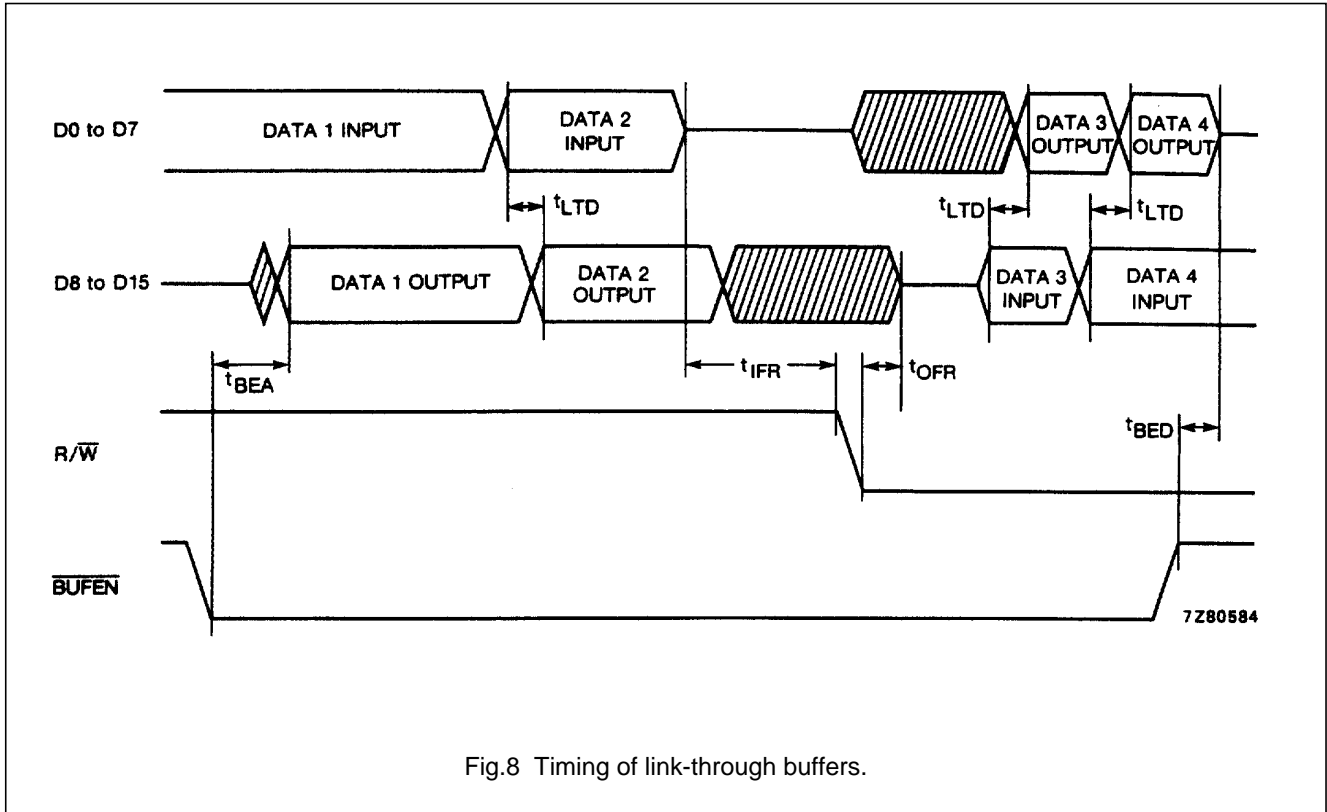 D0 to D7
DATA 1 INPUT
DATA 2
INPUT
DATA 3
OUTPUT
DATA 4
OUTPUT
tLTD
tLTD
tLTD
D8 to D15
DATA 1 OUTPUT
DATA 2
OUTPUT
DATA 3
INPUT
DATA 4
INPUT
tBEA
tIFR
tOFR
tBED
R/W̅
B̅U̅F̅E̅N̅
7Z80584
Fig.8 Timing of link-through buffers.